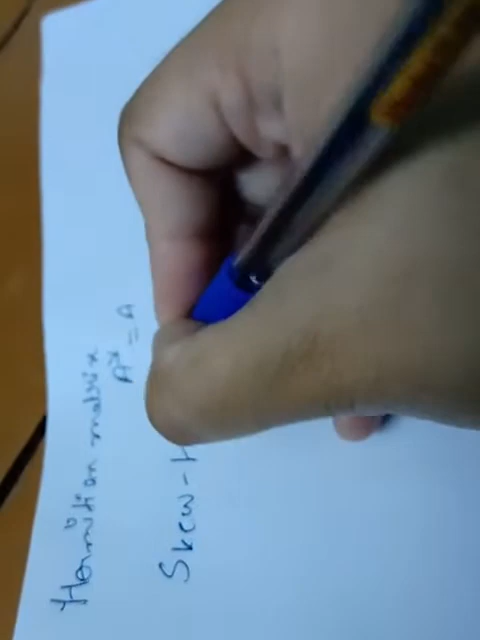 Hermitian matrix
A* = A
Skew-H